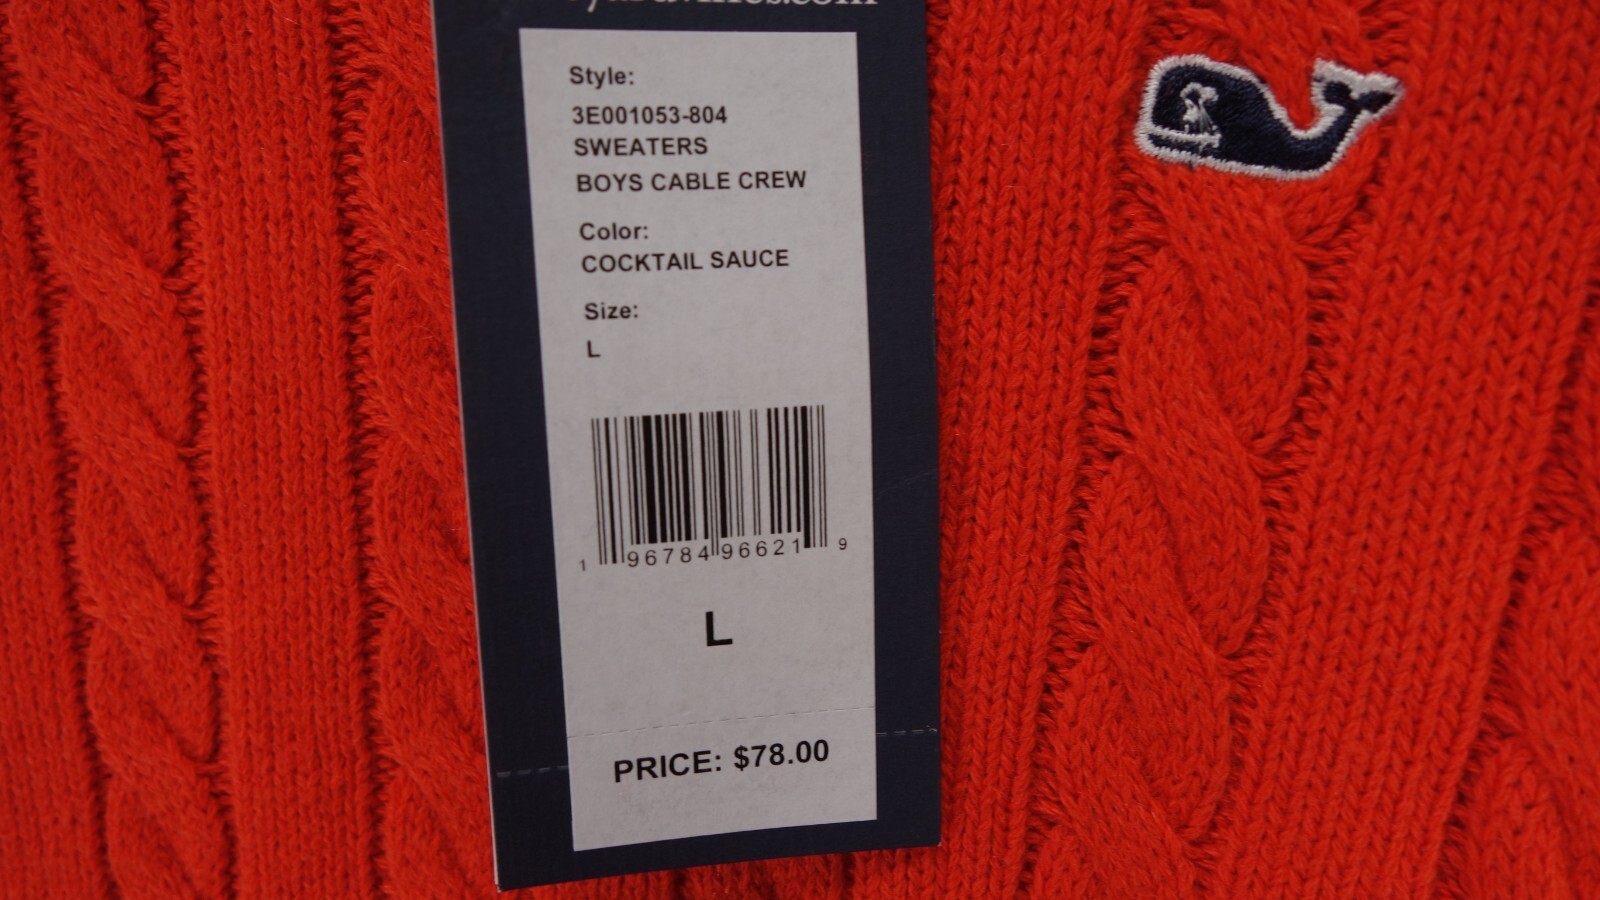 Style:
3E001053-804
SWEATERS
BOYS CABLE CREW
Color:
COCKTAIL SAUCE
Size:
L
1 96784 96621 9
L
PRICE: $78.00